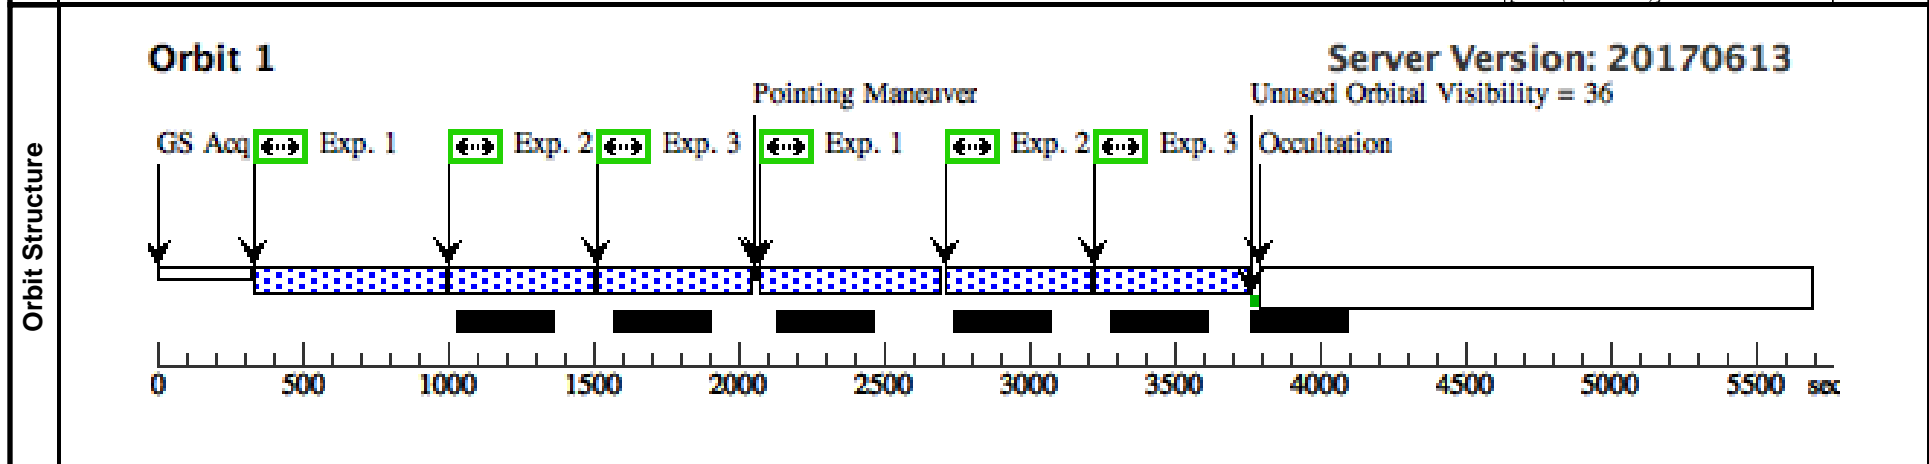 Orbit 1
Server Version: 20170613
Pointing Maneuver
Unused Orbital Visibility = 36
GS Acq Exp. 1 Exp. 2 Exp. 3 Exp. 1 Exp. 2 Exp. 3 Occultation
Orbit Structure
0 500 1000 1500 2000 2500 3000 3500 4000 4500 5000 5500 sec